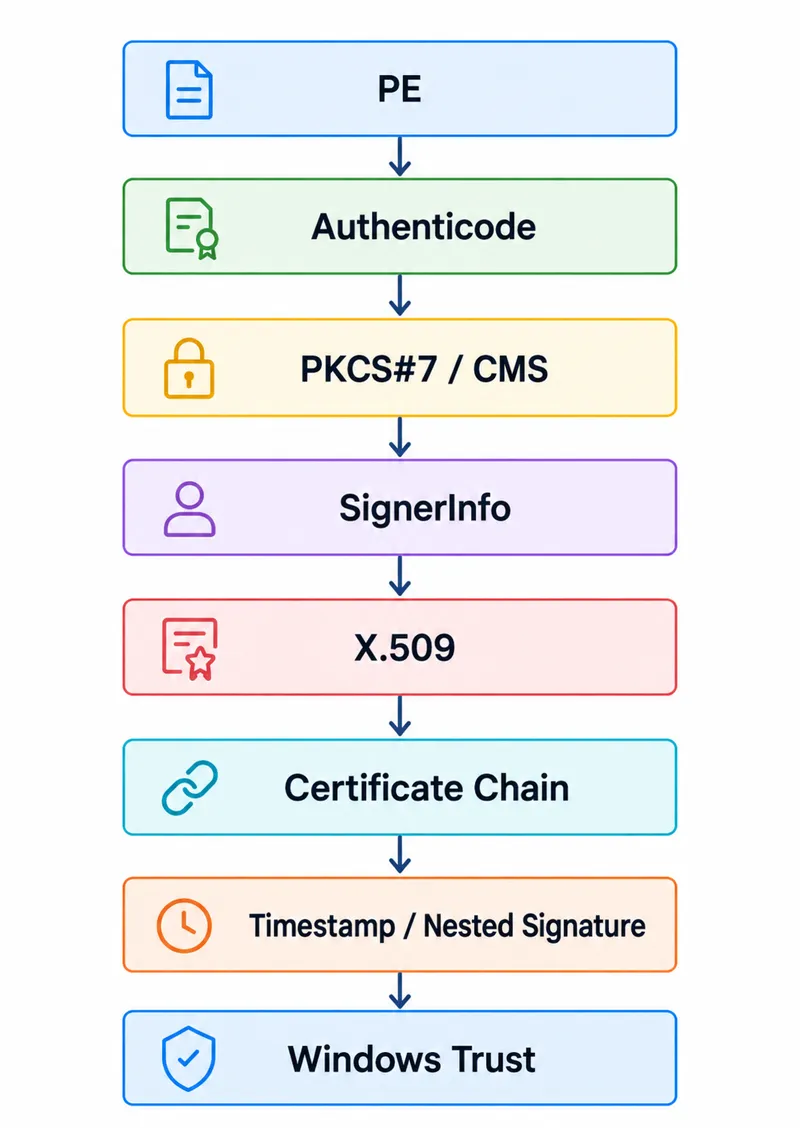 PE
Authenticode
PKCS#7 / CMS
SignerInfo
X.509
Certificate Chain
Timestamp / Nested Signature
Windows Trust